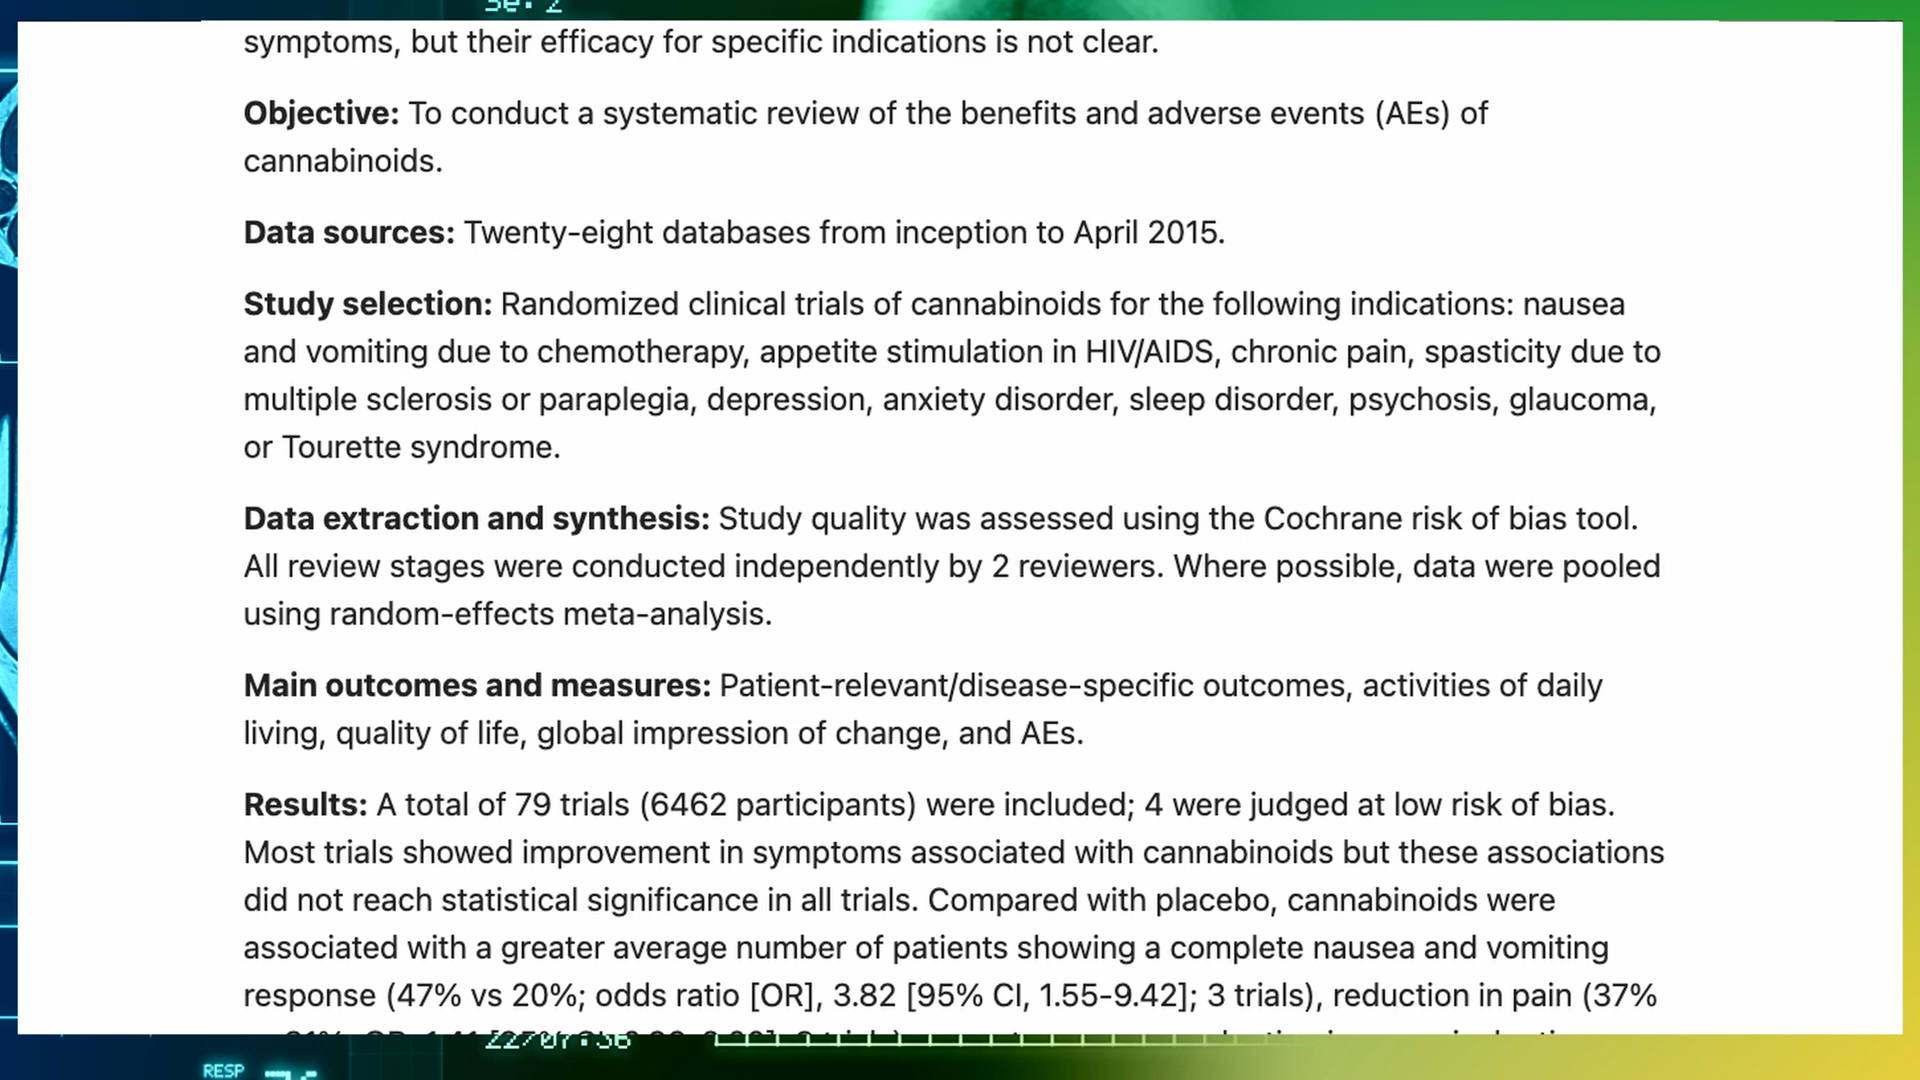 Se: 2
symptoms, but their efficacy for specific indications is not clear.
Objective: To conduct a systematic review of the benefits and adverse events (AEs) of
cannabinoids.
Data sources: Twenty-eight databases from inception to April 2015.
Study selection: Randomized clinical trials of cannabinoids for the following indications: nausea
and vomiting due to chemotherapy, appetite stimulation in HIV/AIDS, chronic pain, spasticity due to
multiple sclerosis or paraplegia, depression, anxiety disorder, sleep disorder, psychosis, glaucoma,
or Tourette syndrome.
Data extraction and synthesis: Study quality was assessed using the Cochrane risk of bias tool.
All review stages were conducted independently by 2 reviewers. Where possible, data were pooled
using random-effects meta-analysis.
Main outcomes and measures: Patient-relevant/disease-specific outcomes, activities of daily
living, quality of life, global impression of change, and AEs.
Results: A total of 79 trials (6462 participants) were included; 4 were judged at low risk of bias.
Most trials showed improvement in symptoms associated with cannabinoids but these associations
did not reach statistical significance in all trials. Compared with placebo, cannabinoids were
associated with a greater average number of patients showing a complete nausea and vomiting
response (47% vs 20%; odds ratio [OR], 3.82 [95% CI, 1.55-9.42]; 3 trials), reduction in pain (37%
RESP